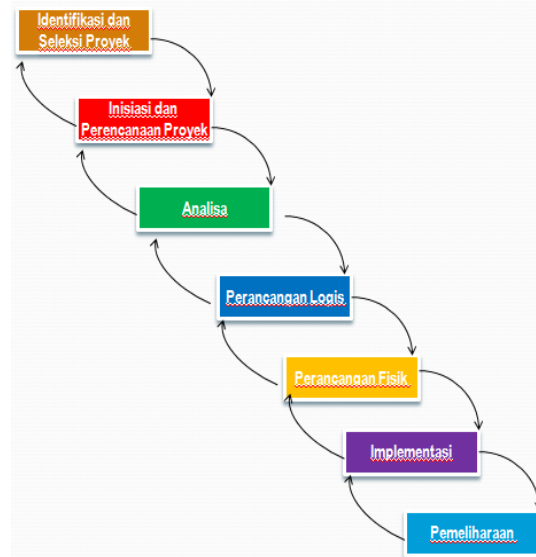 Identifikasi dan
Seleksi Proyek
Inisiasi dan
Perencanaan Proyek
Analisa
Perancangan Logis
Perancangan Fisik
Implementasi
Pemeliharaan